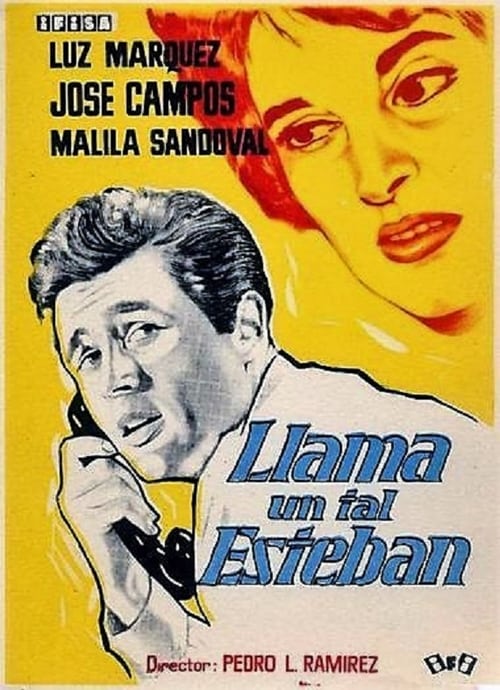 IFISA
LUZ MARQUEZ
JOSE CAMPOS
MALILA SANDOVAL
Llama
un tal
Esteban
Director: PEDRO L. RAMIREZ